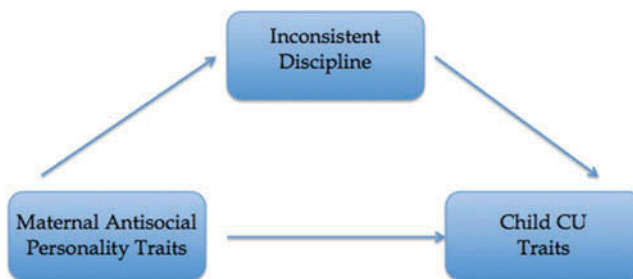 Inconsistent
Discipline
Maternal Antisocial
Personality Traits
Child CU
Traits